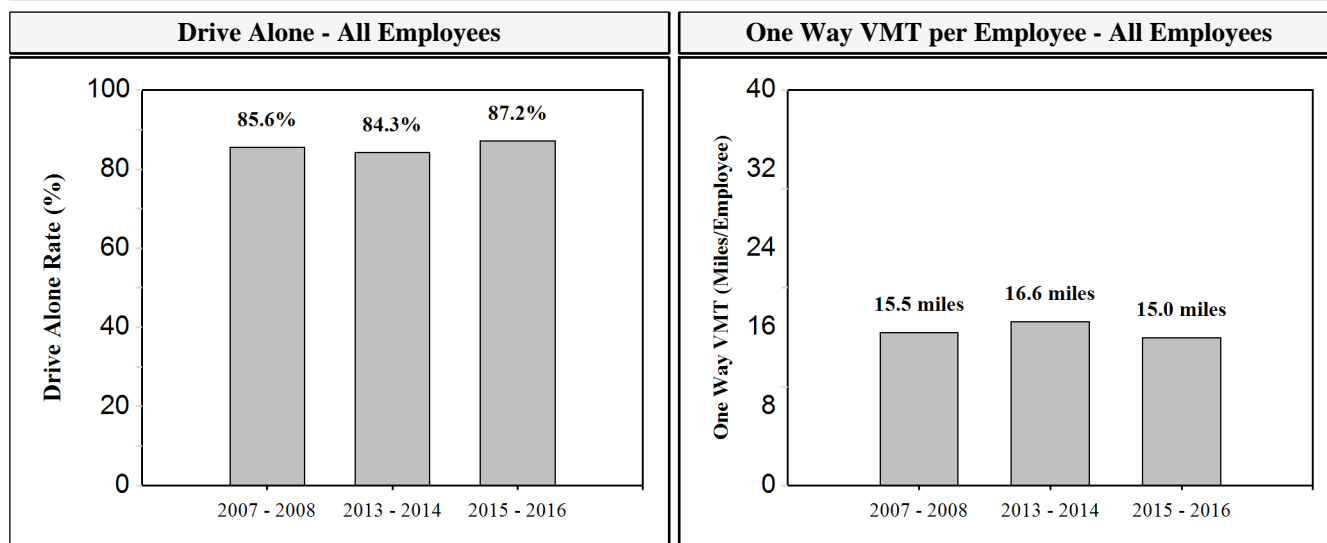 Drive Alone - All Employees
One Way VMT per Employee - All Employees
Drive Alone Rate (%)
100
80
60
40
20
0
85.6%
84.3%
87.2%
2007 - 2008
2013 - 2014
2015 - 2016
One Way VMT (Miles/Employee)
40
32
24
16
8
0
15.5 miles
16.6 miles
15.0 miles
2007 - 2008
2013 - 2014
2015 - 2016